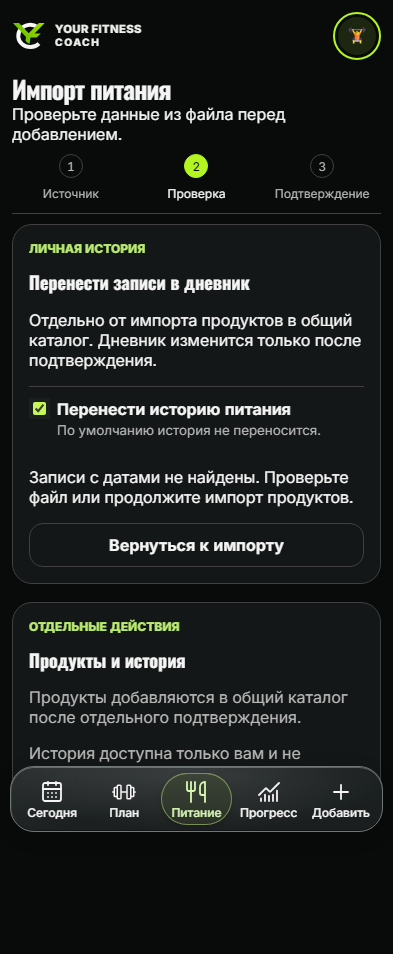 YOUR FITNESS
COACH
Импорт питания
Проверьте данные из файла перед
добавлением.
1
2
3
Источник
Проверка
Подтверждение
ЛИЧНАЯ ИСТОРИЯ
Перенести записи в дневник
Отдельно от импорта продуктов в общий
каталог. Дневник изменится только после
подтверждения.
Перенести историю питания
По умолчанию история не переносится.
Записи с датами не найдены. Проверьте
файл или продолжите импорт продуктов.
Вернуться к импорту
ОТДЕЛЬНЫЕ ДЕЙСТВИЯ
Продукты и история
Продукты добавляются в общий каталог
после отдельного подтверждения.
История доступна только вам и не
Сегодня
План
Питание
Прогресс
Добавить